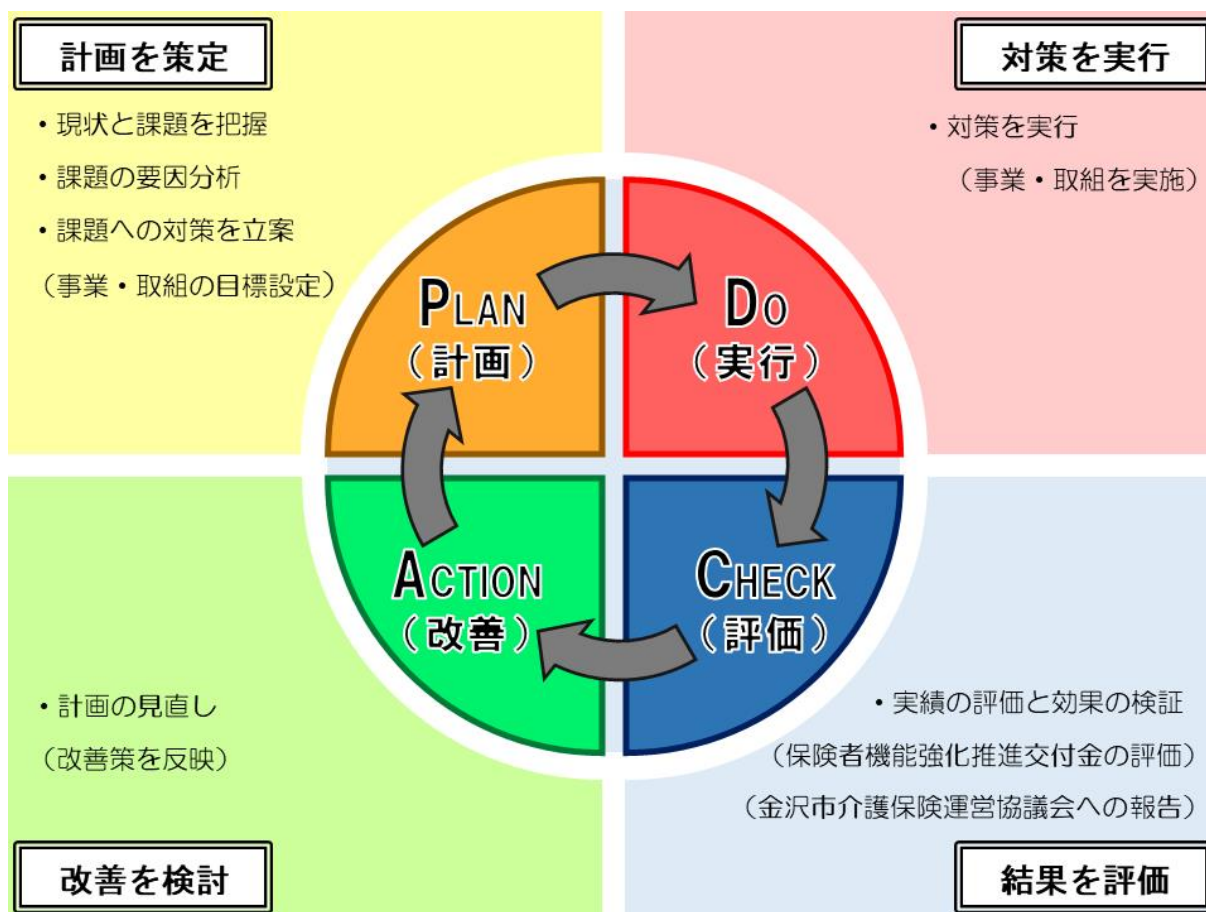 計画を策定
・現状と課題を把握
・課題の要因分析
・課題への対策を立案
（事業・取組の目標設定）
対策を実行
・対策を実行
（事業・取組を実施）
PLAN
（計画）
DO
（実行）
ACTION
（改善）
CHECK
（評価）
・計画の見直し
（改善策を反映）
改善を検討
・実績の評価と効果の検証
（保険者機能強化推進交付金の評価）
（金沢市介護保険運営協議会への報告）
結果を評価